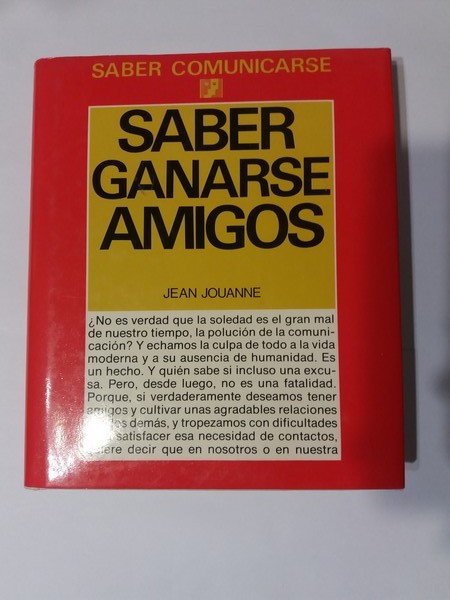 SABER COMUNICARSE
SABER
GANARSE
AMIGOS
JEAN JOUANNE
¿No es verdad que la soledad es el gran mal
de nuestro tiempo, la polución de la comuni-
cación? Y echamos la culpa de todo a la vida
moderna y a su ausencia de humanidad. Es
un hecho. Y quién sabe si incluso una excu-
sa. Pero, desde luego, no es una fatalidad.
Porque, si verdaderamente deseamos tener
amigos y cultivar unas agradables relaciones
demás, y tropezamos con dificultades
satisfacer esa necesidad de contactos,
decir que en nosotros o en nuestra